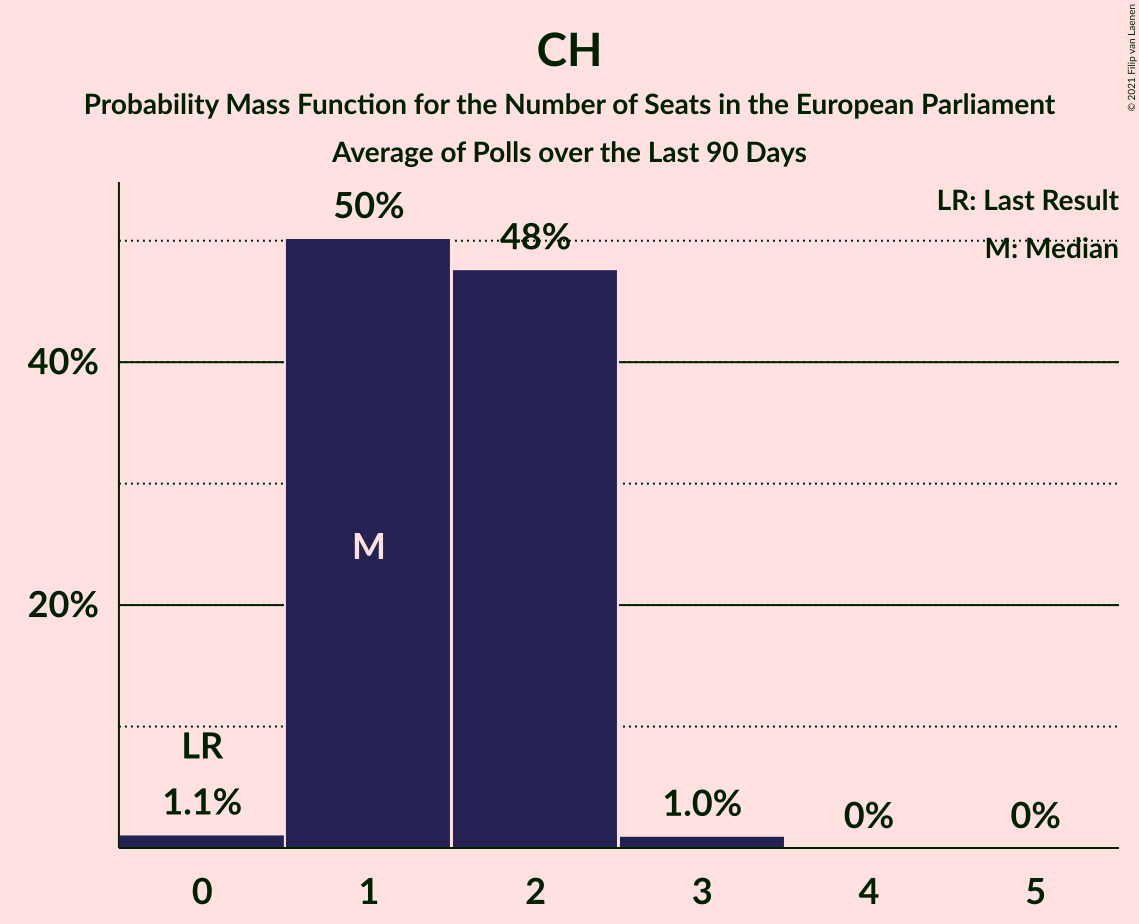 CH
Probability Mass Function for the Number of Seats in the European Parliament
Average of Polls over the Last 90 Days
© 2021 Filip van Laenen
LR: Last Result
M: Median
50%
48%
40%
M
20%
LR
1.1%
1.0%
0%
0%
0 1 2 3 4 5